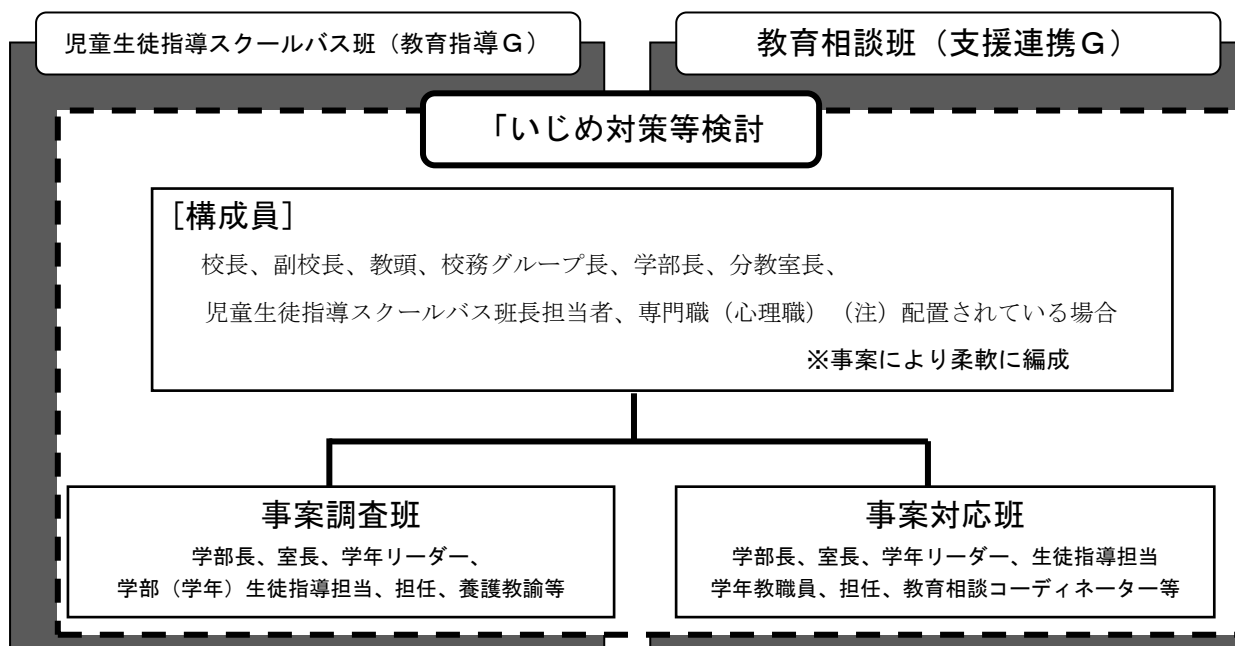 児童生徒指導スクールバス班（教育指導G）
教育相談班（支援連携G）
「いじめ対策等検討
［構成員］
校長、副校長、教頭、校務グループ長、学部長、分教室長、
児童生徒指導スクールバス班長担当者、専門職（心理職）（注）配置されている場合
※事案により柔軟に編成
事案調査班
学部長、室長、学年リーダー、
学部（学年）生徒指導担当、担任、養護教諭等
事案対応班
学部長、室長、学年リーダー、生徒指導担当
学年教職員、担任、教育相談コーディネーター等